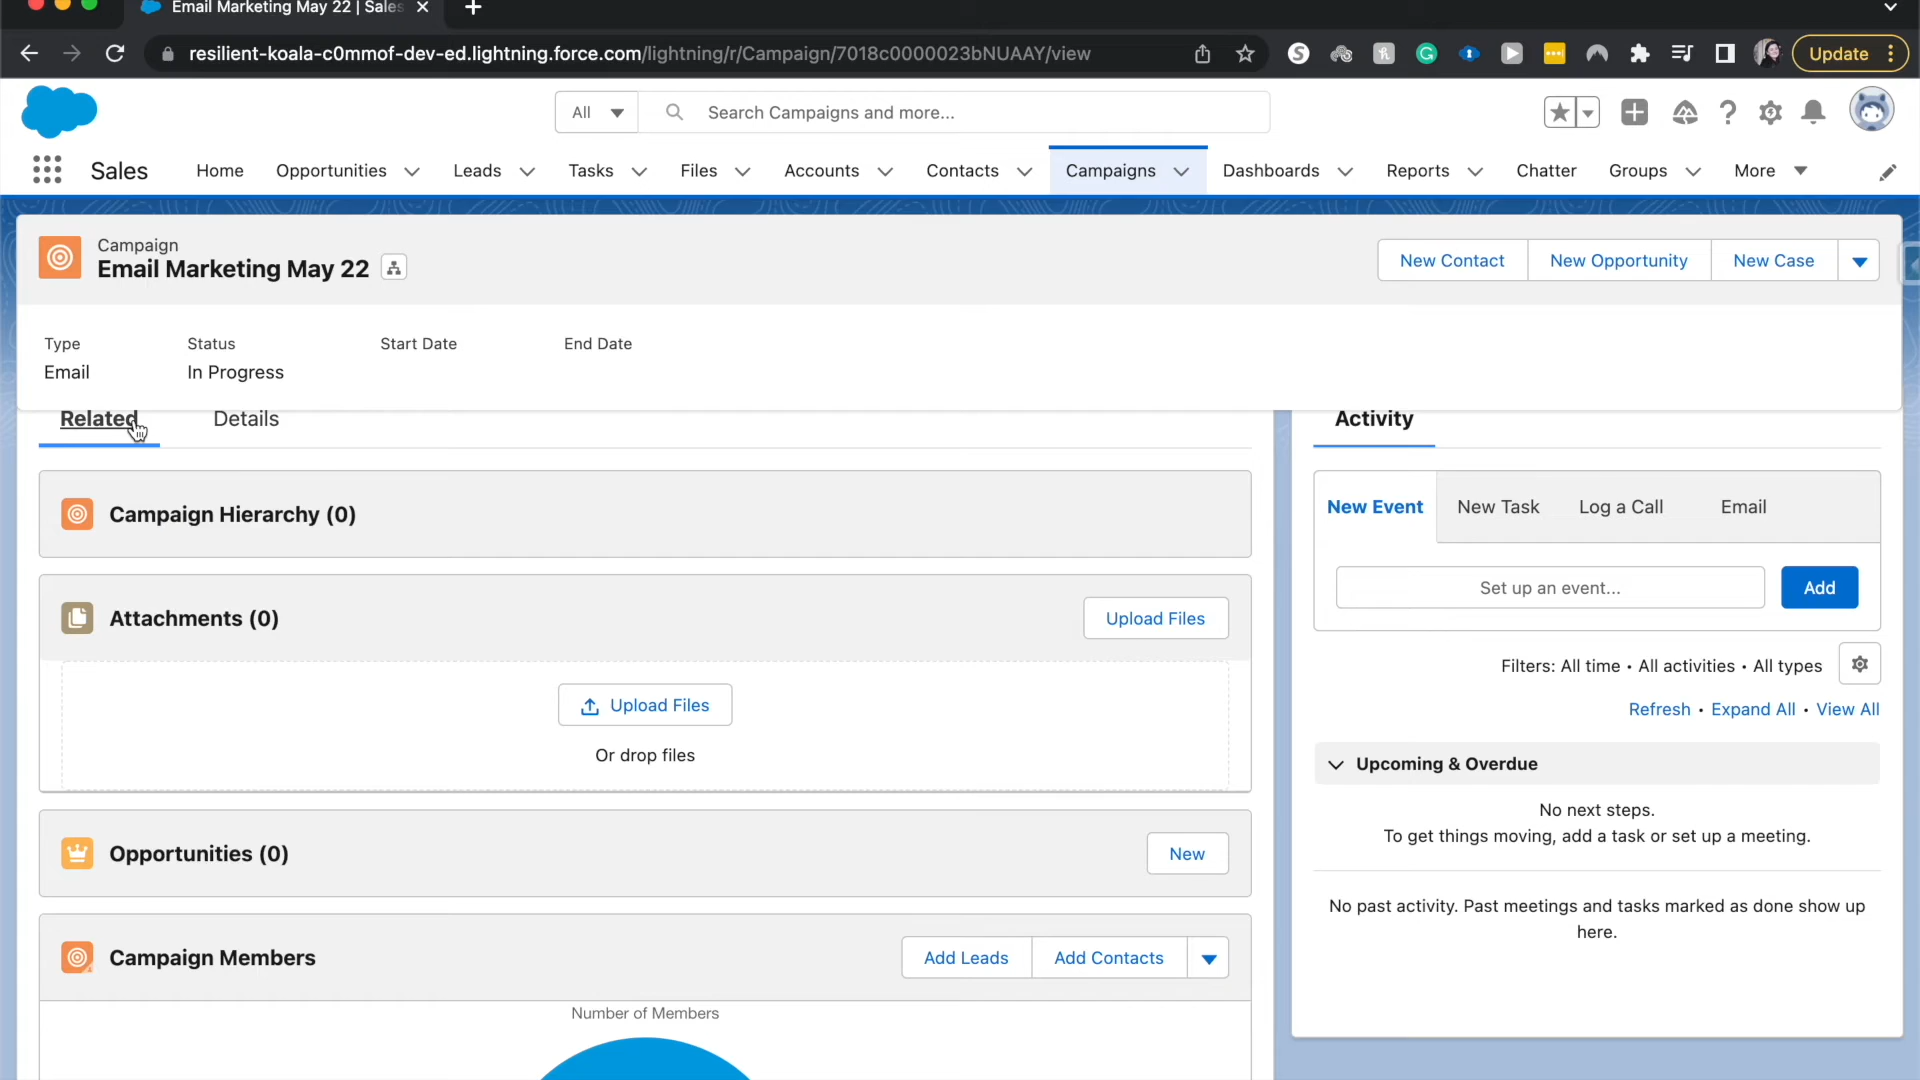 Email Marketing May 22 | Sales
resilient-koala-c0mmof-dev-ed.lightning.force.com/lightning/r/Campaign/7018c0000023bNUAAY/view
Update
All
Search Campaigns and more...
Sales
Home
Opportunities
Leads
Tasks
Files
Accounts
Contacts
Campaigns
Dashboards
Reports
Chatter
Groups
More
Campaign
Email Marketing May 22
New Contact
New Opportunity
New Case
Type
Status
Start Date
End Date
Email
In Progress
Related
Details
Campaign Hierarchy (0)
Attachments (0)
Upload Files
Upload Files
Or drop files
Opportunities (0)
New
Campaign Members
Add Leads
Add Contacts
Number of Members
Activity
New Event
New Task
Log a Call
Email
Set up an event...
Add
Filters: All time • All activities • All types
Refresh • Expand All • View All
Upcoming & Overdue
No next steps.
To get things moving, add a task or set up a meeting.
No past activity. Past meetings and tasks marked as done show up
here.